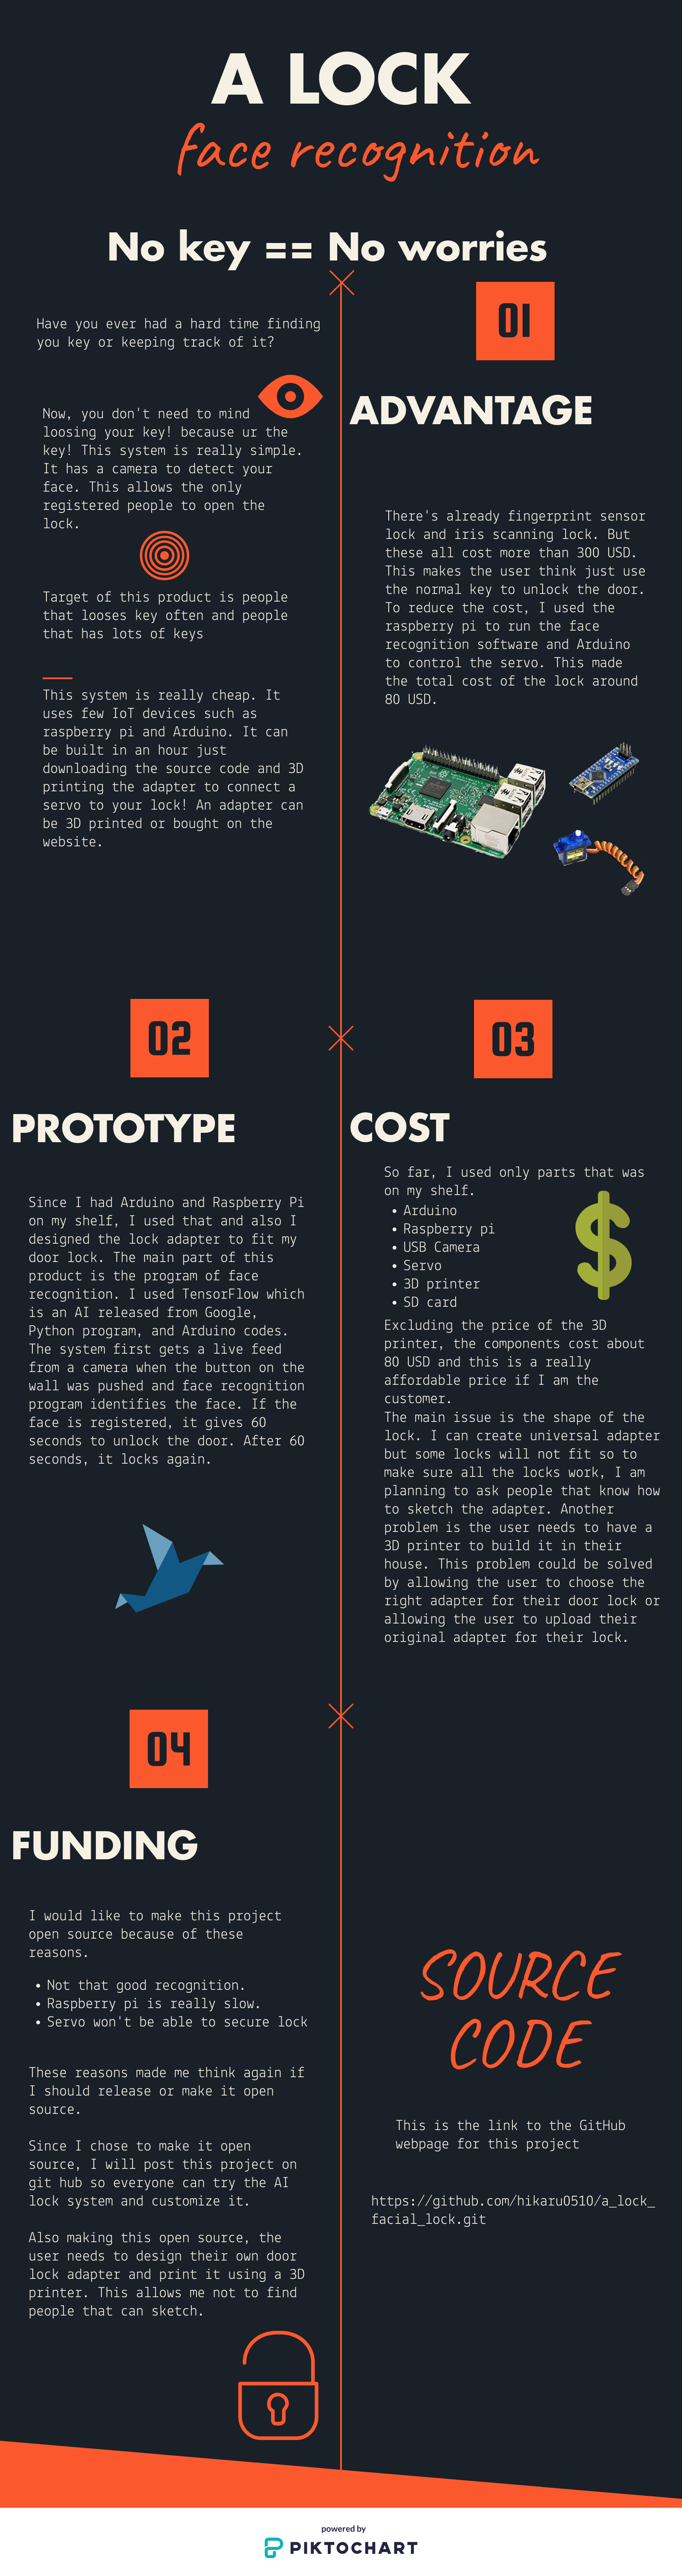 A LOCK
face recognition
No key == No worries
Have you ever had a hard time finding
you key or keeping track of it?
Now, you don't need to mind
loosing your key! because ur the
key! This system is really simple.
It has a camera to detect your
face. This allows the only
registered people to open the
lock.
Target of this product is people
that looses key often and people
that has lots of keys
This system is really cheap. It
uses few IoT devices such as
raspberry pi and Arduino. It can
be built in an hour just
downloading the source code and 3D
printing the adapter to connect a
servo to your lock! An adapter can
be 3D printed or bought on the
website.
01
ADVANTAGE
There's already fingerprint sensor
lock and iris scanning lock. But
these all cost more than 300 USD.
This makes the user think just use
the normal key to unlock the door.
To reduce the cost, I used the
raspberry pi to run the face
recognition software and Arduino
to control the servo. This made
the total cost of the lock around
80 USD.
02
PROTOTYPE
Since I had Arduino and Raspberry Pi
on my shelf, I used that and also I
designed the lock adapter to fit my
door lock. The main part of this
product is the program of face
recognition. I used TensorFlow which
is an AI released from Google,
Python program, and Arduino codes.
The system first gets a live feed
from a camera when the button on the
wall was pushed and face recognition
program identifies the face. If the
face is registered, it gives 60
seconds to unlock the door. After 60
seconds, it locks again.
03
COST
So far, I used only parts that was
on my shelf.
• Arduino
• Raspberry pi
• USB Camera
• Servo
• 3D printer
• SD card
Excluding the price of the 3D
printer, the components cost about
80 USD and this is a really
affordable price if I am the
customer.
The main issue is the shape of the
lock. I can create universal adapter
but some locks will not fit so to
make sure all the locks work, I am
planning to ask people that know how
to sketch the adapter. Another
problem is the user needs to have a
3D printer to build it in their
house. This problem could be solved
by allowing the user to choose the
right adapter for their door lock or
allowing the user to upload their
original adapter for their lock.
04
FUNDING
I would like to make this project
open source because of these
reasons.
• Not that good recognition.
• Raspberry pi is really slow.
• Servo won't be able to secure lock
These reasons made me think again if
I should release or make it open
source.
Since I chose to make it open
source, I will post this project on
git hub so everyone can try the AI
lock system and customize it.
Also making this open source, the
user needs to design their own door
lock adapter and print it using a 3D
printer. This allows me not to find
people that can sketch.
SOURCE
CODE
This is the link to the GitHub
webpage for this project
https://github.com/hikaru0510/a_lock_
facial_lock.git
powered by
PIKTOCHART